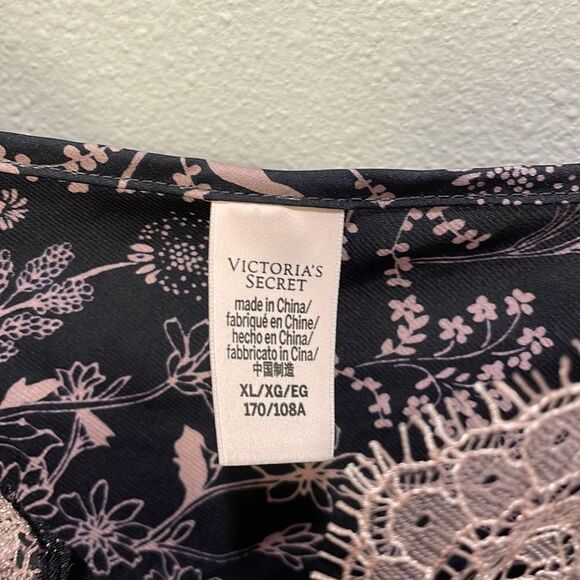 VICTORIA'S
SECRET
made in China/
fabriqué en Chine/
hecho en China/
fabbricato in Cina/
中国制造
XL/XG/EG
170/108A